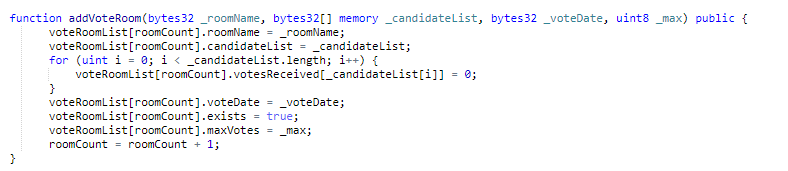 function addVoteRoom(bytes32 _roomName, bytes32[] memory _candidateList, bytes32 _voteDate, uint8 _max) public {
voteRoomList[roomCount].roomName = _roomName;
voteRoomList[roomCount].candidateList = _candidateList;
for (uint i = 0; i < _candidateList.length; i++) {
voteRoomList[roomCount].votesReceived[_candidateList[i]] = 0;
}
voteRoomList[roomCount].voteDate = _voteDate;
voteRoomList[roomCount].exists = true;
voteRoomList[roomCount].maxVotes = _max;
roomCount = roomCount + 1;
}